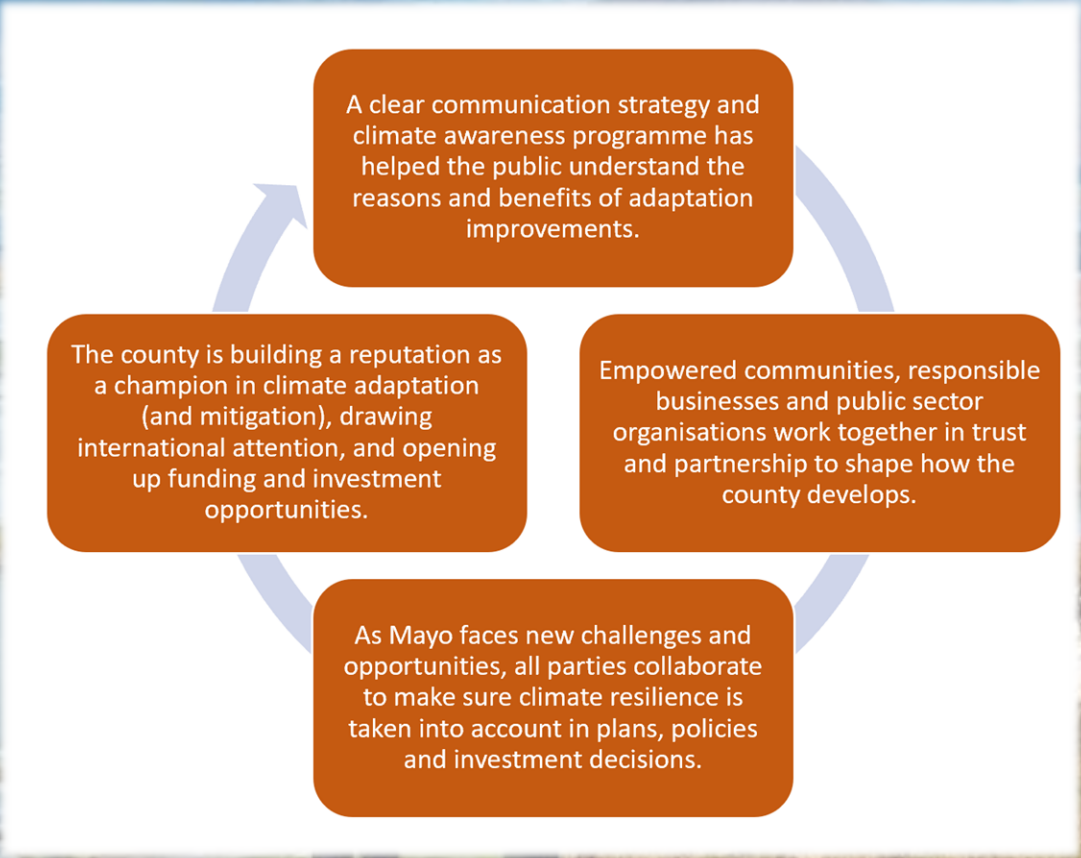 A clear communication strategy and
climate awareness programme has
helped the public understand the
reasons and benefits of adaptation
improvements.
Empowered communities, responsible
businesses and public sector
organisations work together in trust
and partnership to shape how the
county develops.
As Mayo faces new challenges and
opportunities, all parties collaborate
to make sure climate resilience is
taken into account in plans, policies
and investment decisions.
The county is building a reputation as
a champion in climate adaptation
(and mitigation), drawing
international attention, and opening
up funding and investment
opportunities.